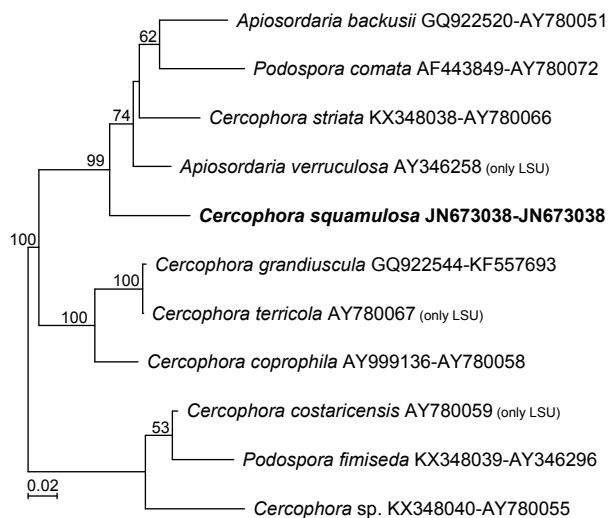 62
Apiosordaria backusii GQ922520-AY780051
Podospora comata AF443849-AY780072
74
Cercophora striata KX348038-AY780066
99
Apiosordaria verruculosa AY346258 (only LSU)
Cercophora squamulosa JN673038-JN673038
100
100
Cercophora grandiuscula GQ922544-KF557693
Cercophora terricola AY780067 (only LSU)
100
Cercophora coprophila AY999136-AY780058
Cercophora costaricensis AY780059 (only LSU)
53
Podospora fimiseda KX348039-AY346296
0.02
Cercophora sp. KX348040-AY780055